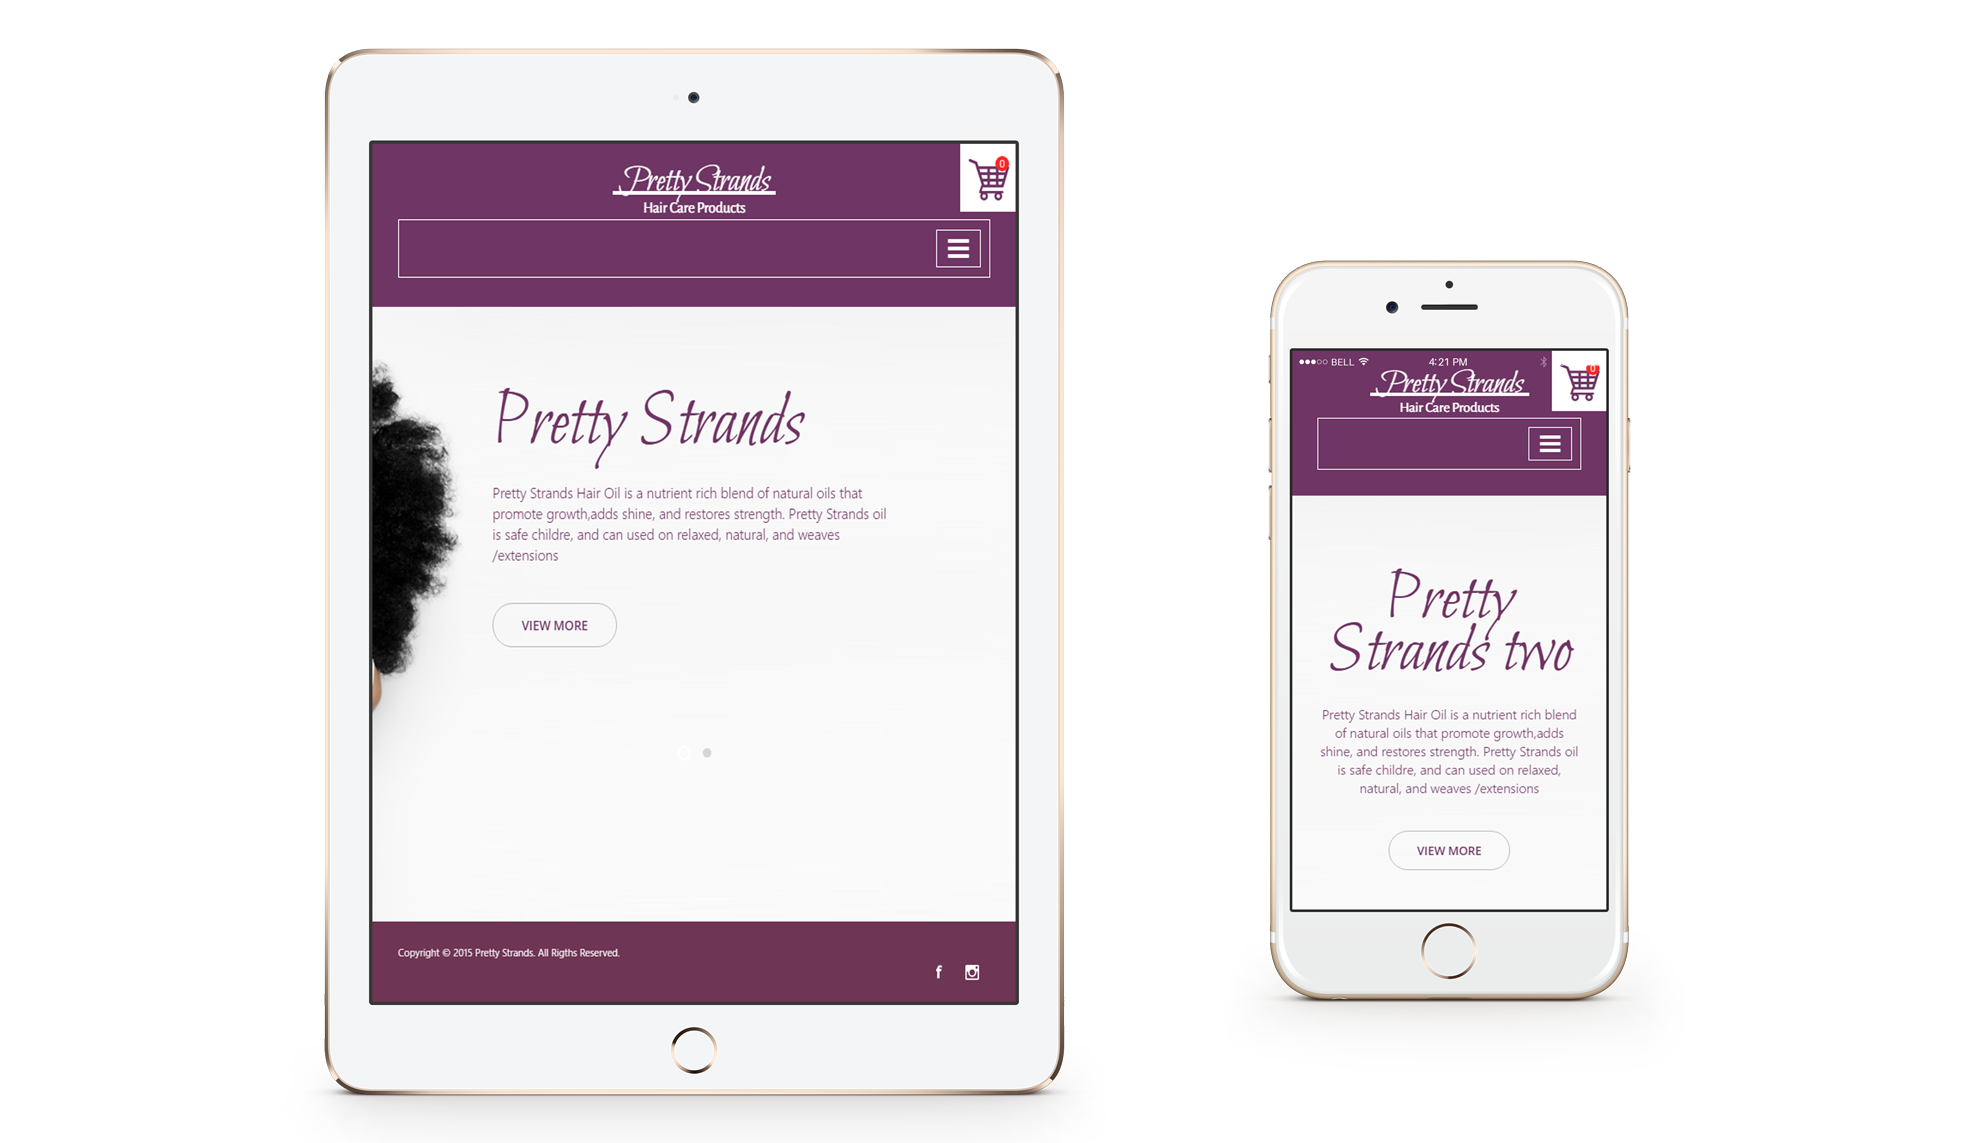 Pretty Strands
Hair Care Products
0
Pretty Strands
Pretty Strands Hair Oil is a nutrient rich blend of natural oils that
promote growth,adds shine, and restores strength. Pretty Strands oil
is safe childre, and can used on relaxed, natural, and weaves
/extensions
VIEW MORE
Copyright © 2015 Pretty Strands. All Rigths Reserved.
BELL
4:21 PM
Pretty Strands
Hair Care Products
0
Pretty
Strands two
Pretty Strands Hair Oil is a nutrient rich blend
of natural oils that promote growth,adds
shine, and restores strength. Pretty Strands oil
is safe childre, and can used on relaxed,
natural, and weaves /extensions
VIEW MORE